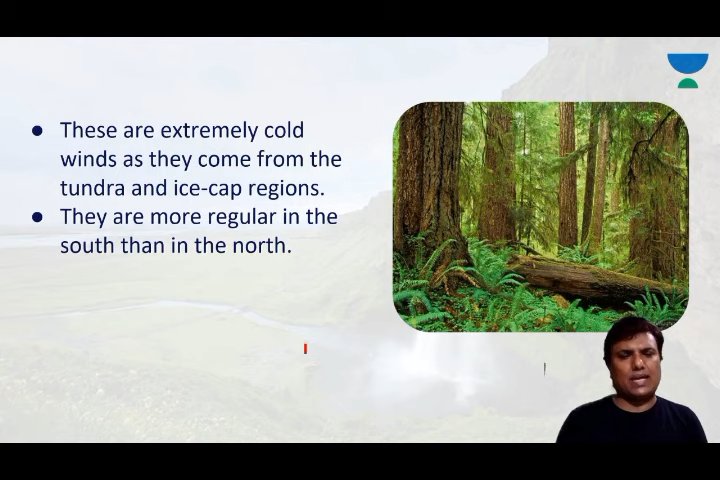 ● These are extremely cold
winds as they come from the
tundra and ice-cap regions.
● They are more regular in the
south than in the north.